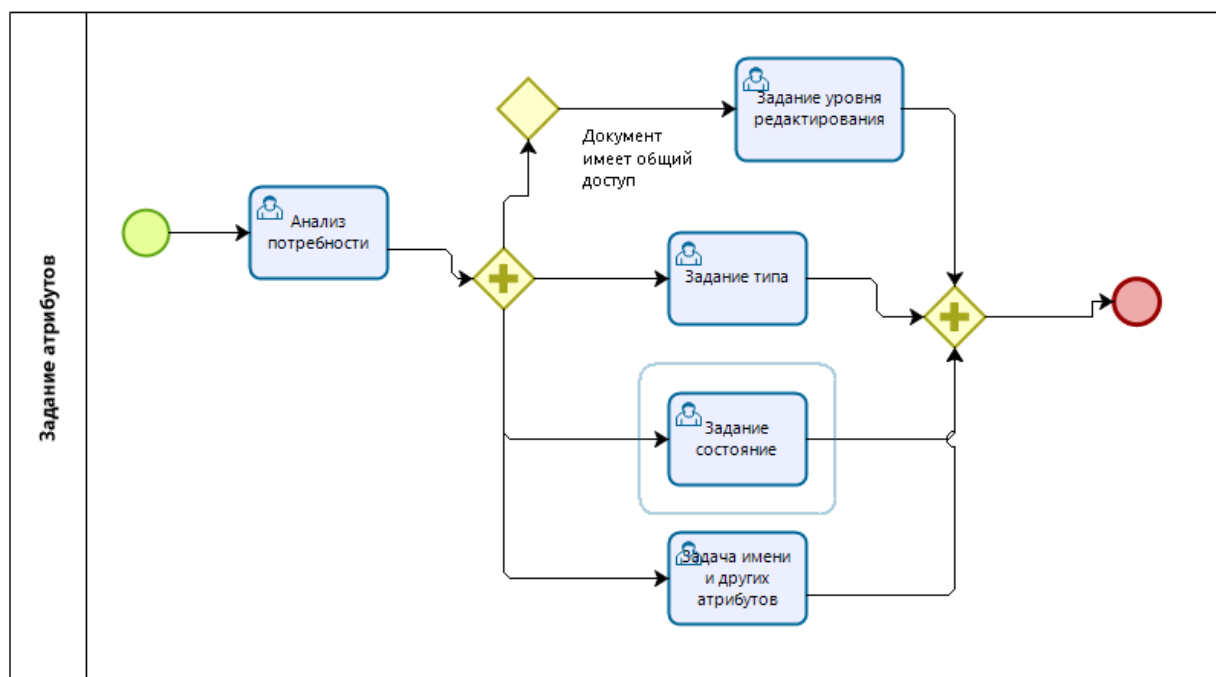 Задание атрибутов
Анализ
потребности
Документ
имеет общий
доступ
Задание уровня
редактирования
Задание типа
Задание
состояние
Задача имени
и других
атрибутов